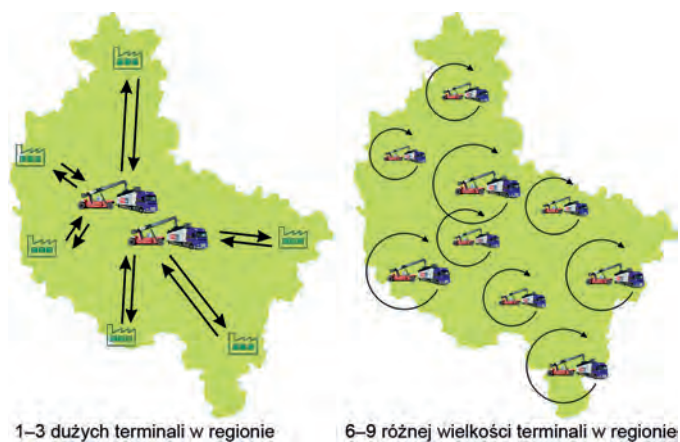 1–3 dużych terminali w regionie
6–9 różnej wielkości terminali w regionie